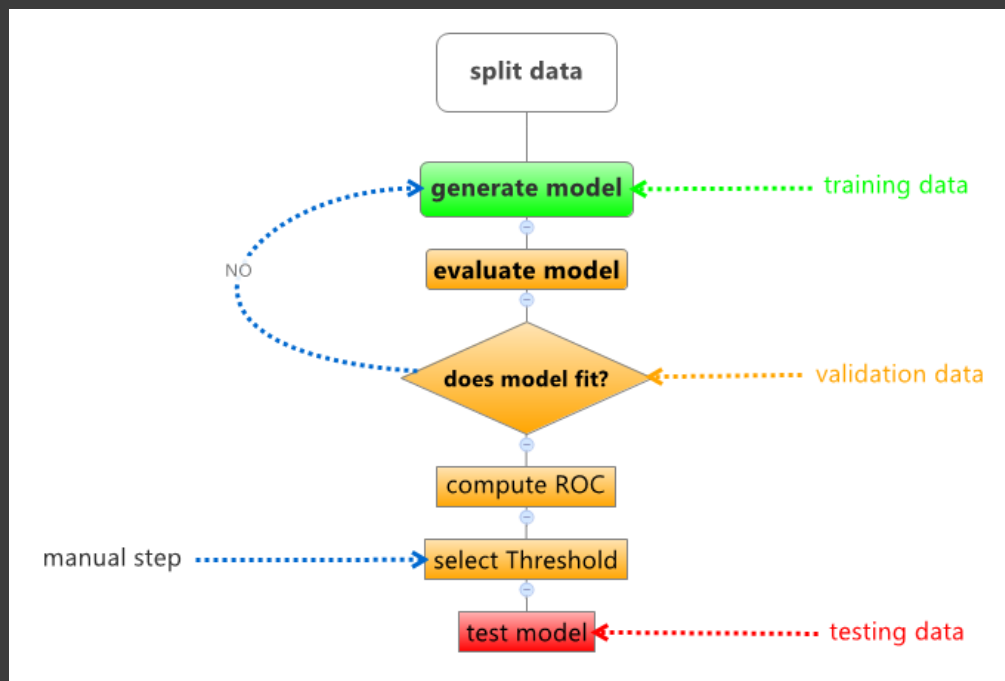 split data
generate model
training data
evaluate model
NO
does model fit?
validation data
compute ROC
manual step
select Threshold
test model
testing data